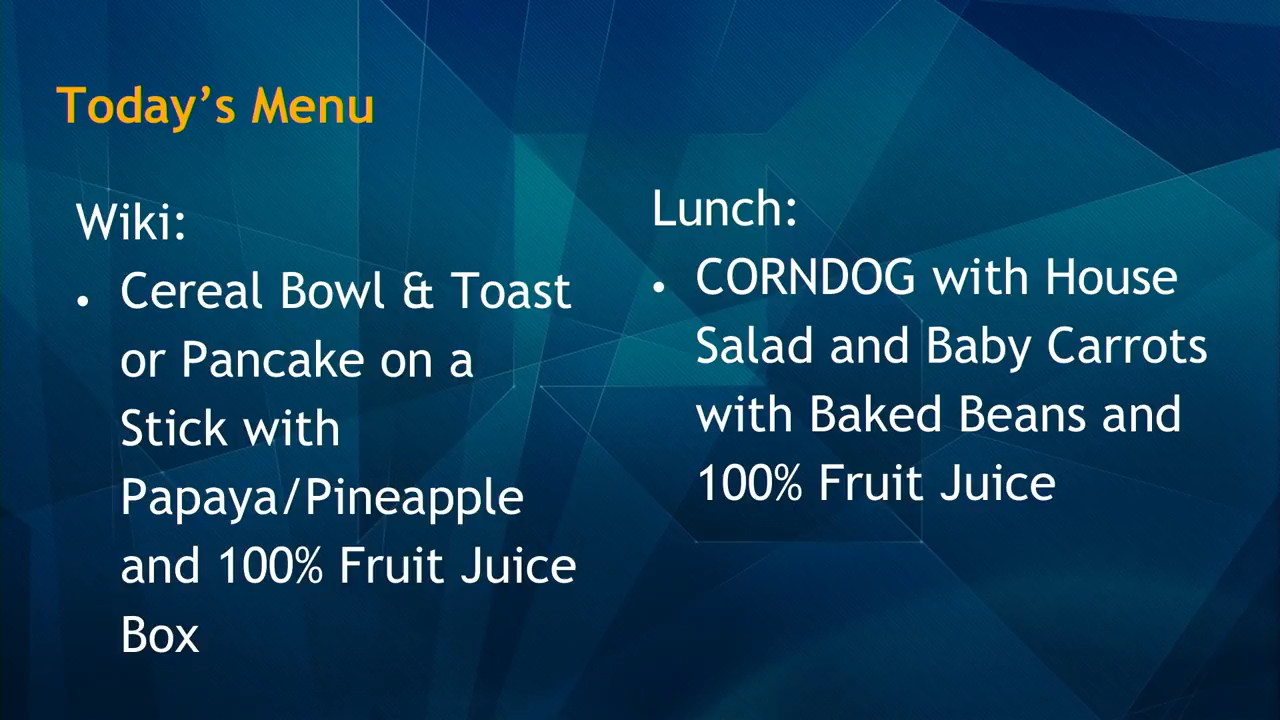 Today’s Menu
Wiki:
• Cereal Bowl & Toast
or Pancake on a
Stick with
Papaya/Pineapple
and 100% Fruit Juice
Box
Lunch:
• CORNDOG with House
Salad and Baby Carrots
with Baked Beans and
100% Fruit Juice